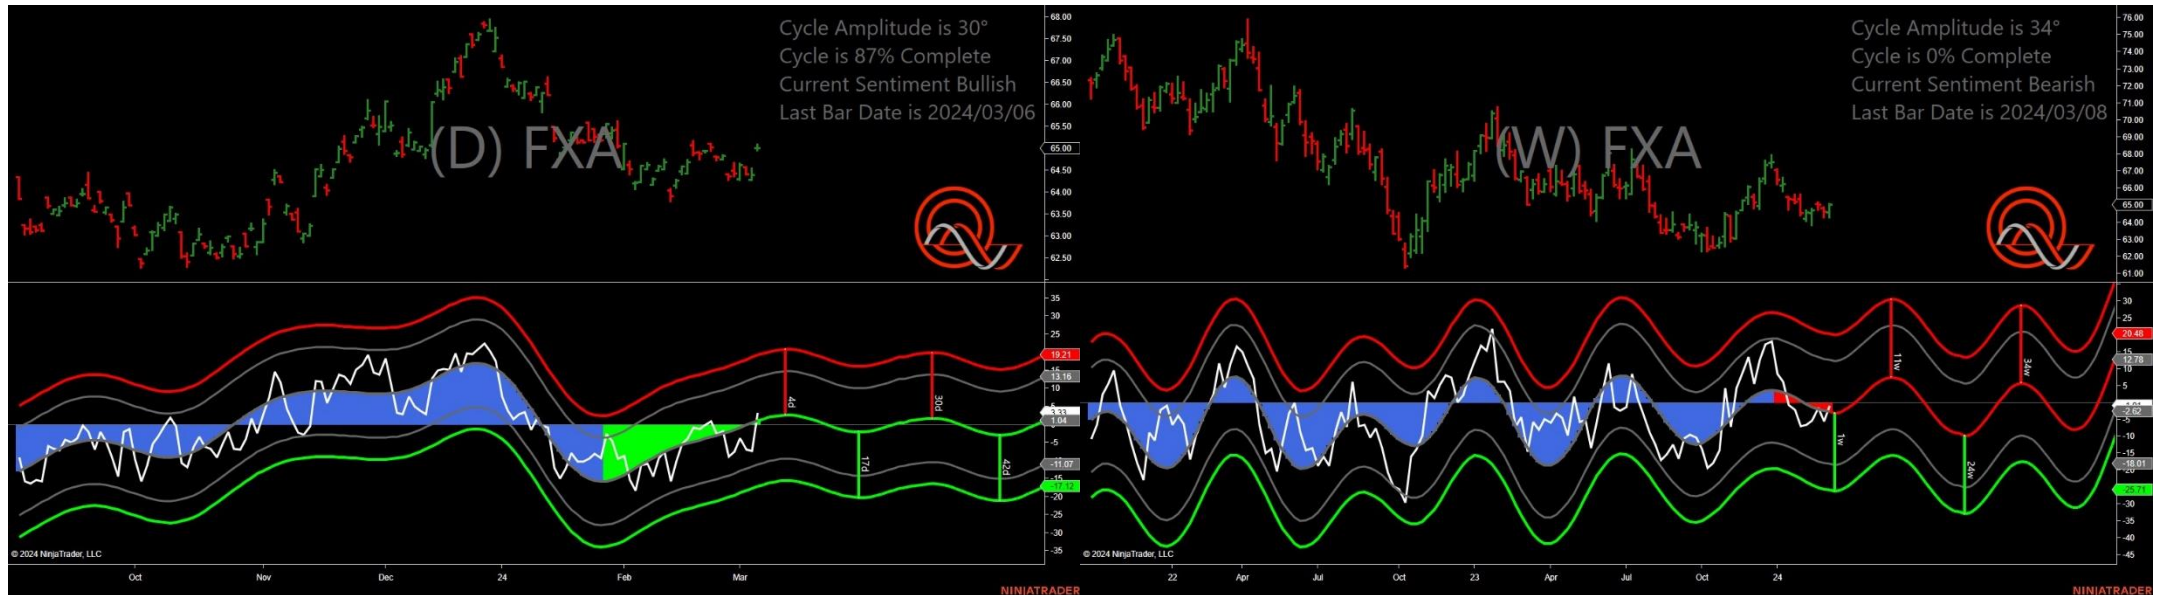 Cycle Amplitude is 30°
Cycle is 87% Complete
Current Sentiment Bullish
Last Bar Date is 2024/03/06
(D) FXA
68.00
67.50
67.00
66.50
66.00
65.50
65.00
64.50
64.00
63.50
63.00
62.50
35
30
25
19.21
15
13.16
10
5
3.33
1.04
-5
-11.07
-15
-17.12
-20
-25
-30
-35
4d
17d
30d
42d
© 2024 NinjaTrader, LLC
Oct
Nov
Dec
24
Feb
Mar
NINJATRADER
Cycle Amplitude is 34°
Cycle is 0% Complete
Current Sentiment Bearish
Last Bar Date is 2024/03/08
(W) FXA
76.00
75.00
74.00
73.00
72.00
71.00
70.00
69.00
68.00
67.00
66.00
65.00
64.00
63.00
62.00
61.00
30
25
20.48
15
12.78
10
5
-2.62
-5
-10
-15
-18.01
-20
-25.71
-30
-35
-40
-45
1w
11w
24w
34w
© 2024 NinjaTrader, LLC
22
Apr
Jul
Oct
23
Apr
Jul
Oct
24
NINJATRADER